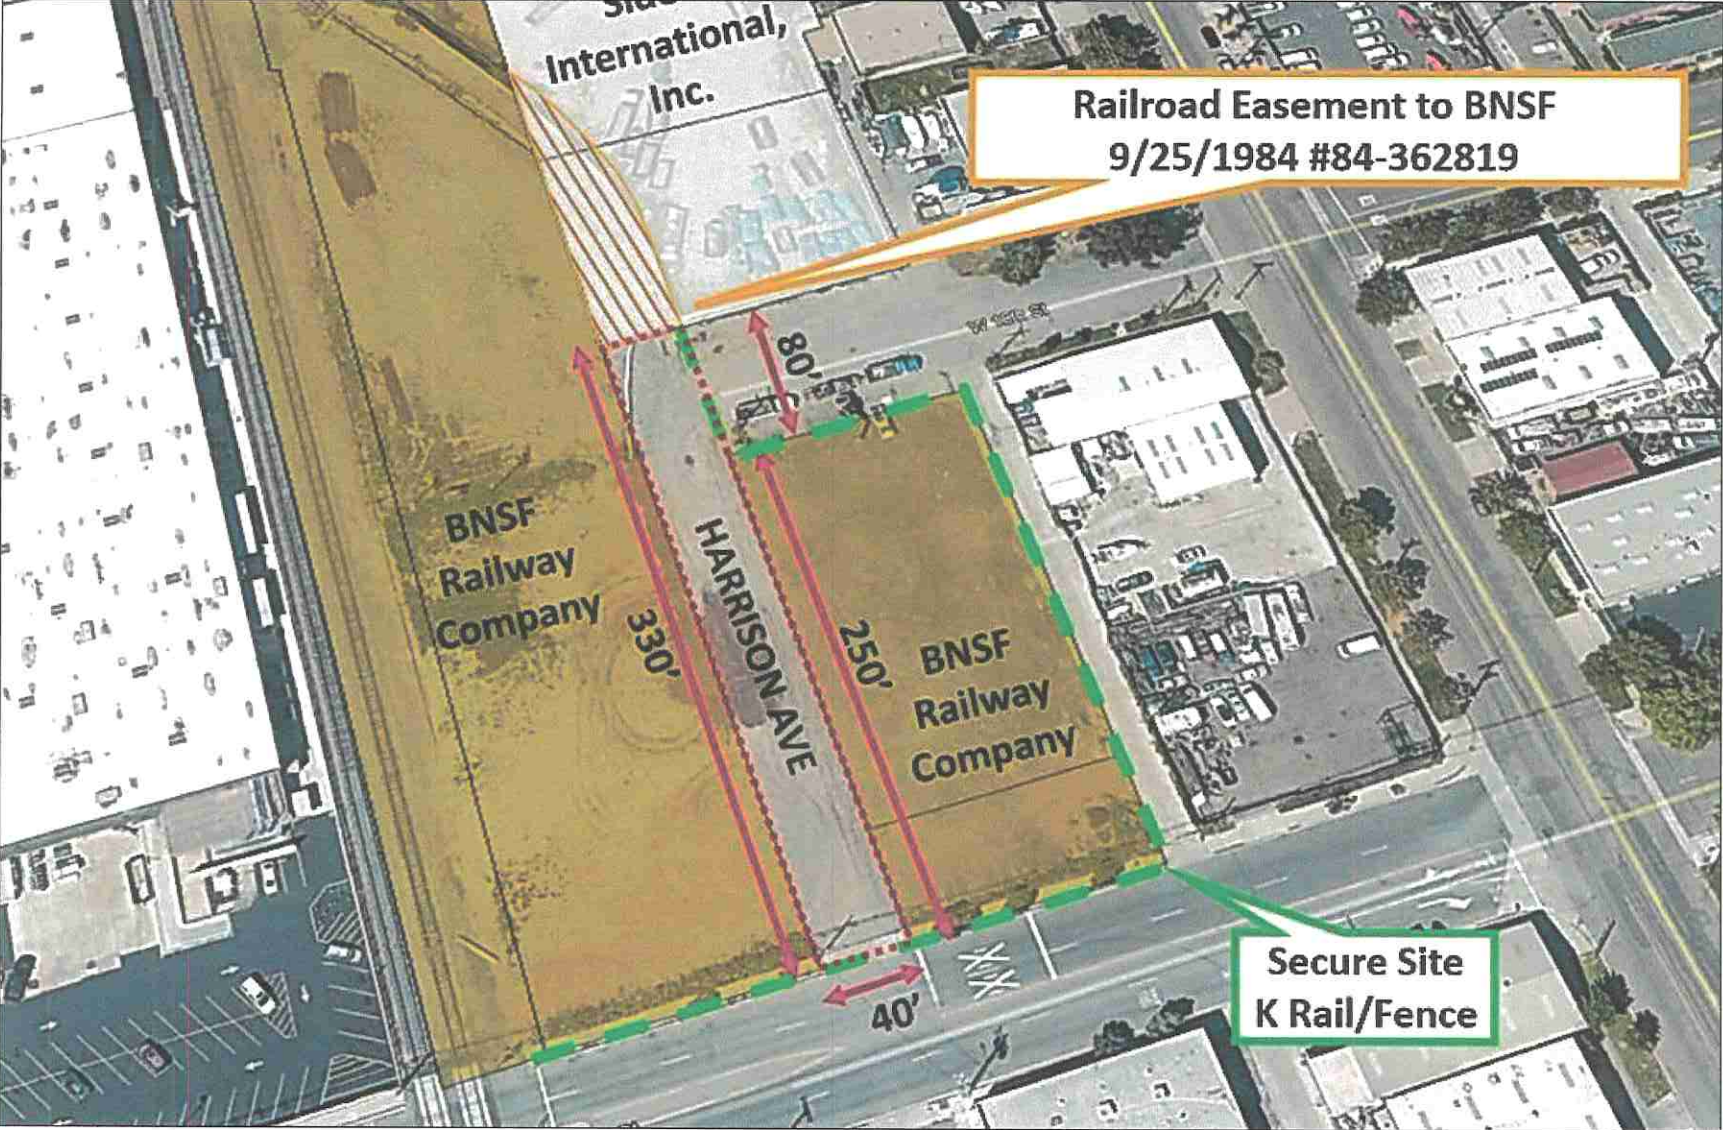 International,
Inc.
Railroad Easement to BNSF
9/25/1984 #84-362819
80'
BNSF
Railway
Company
330'
HARRISON AVE
250'
BNSF
Railway
Company
40'
Secure Site
K Rail/Fence